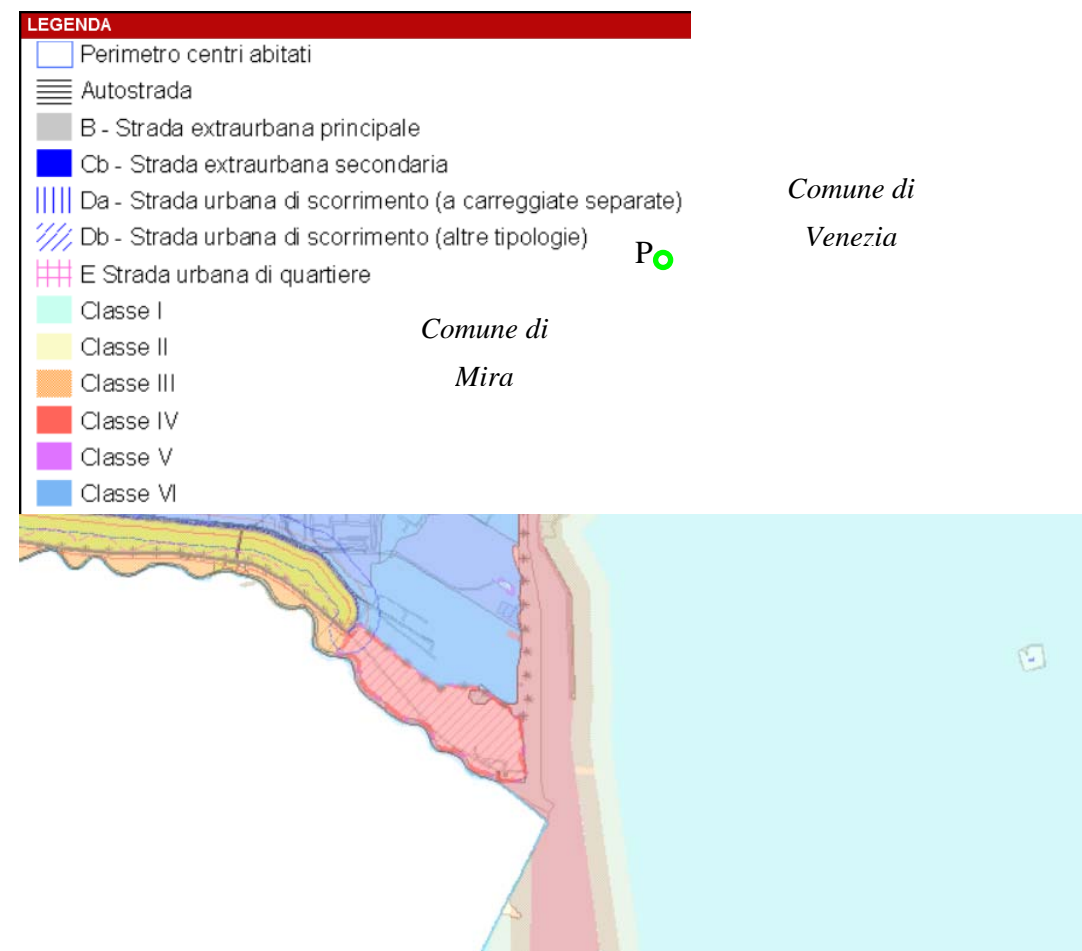 LEGENDA
Perimetro centri abitati
Autostrada
B - Strada extraurbana principale
Cb - Strada extraurbana secondaria
Da - Strada urbana di scorrimento (a carreggiate separate)
Db - Strada urbana di scorrimento (altre tipologie)
E Strada urbana di quartiere
Classe I
Classe II
Classe III
Classe IV
Classe V
Classe VI
Comune di
Mira
P
Comune di
Venezia